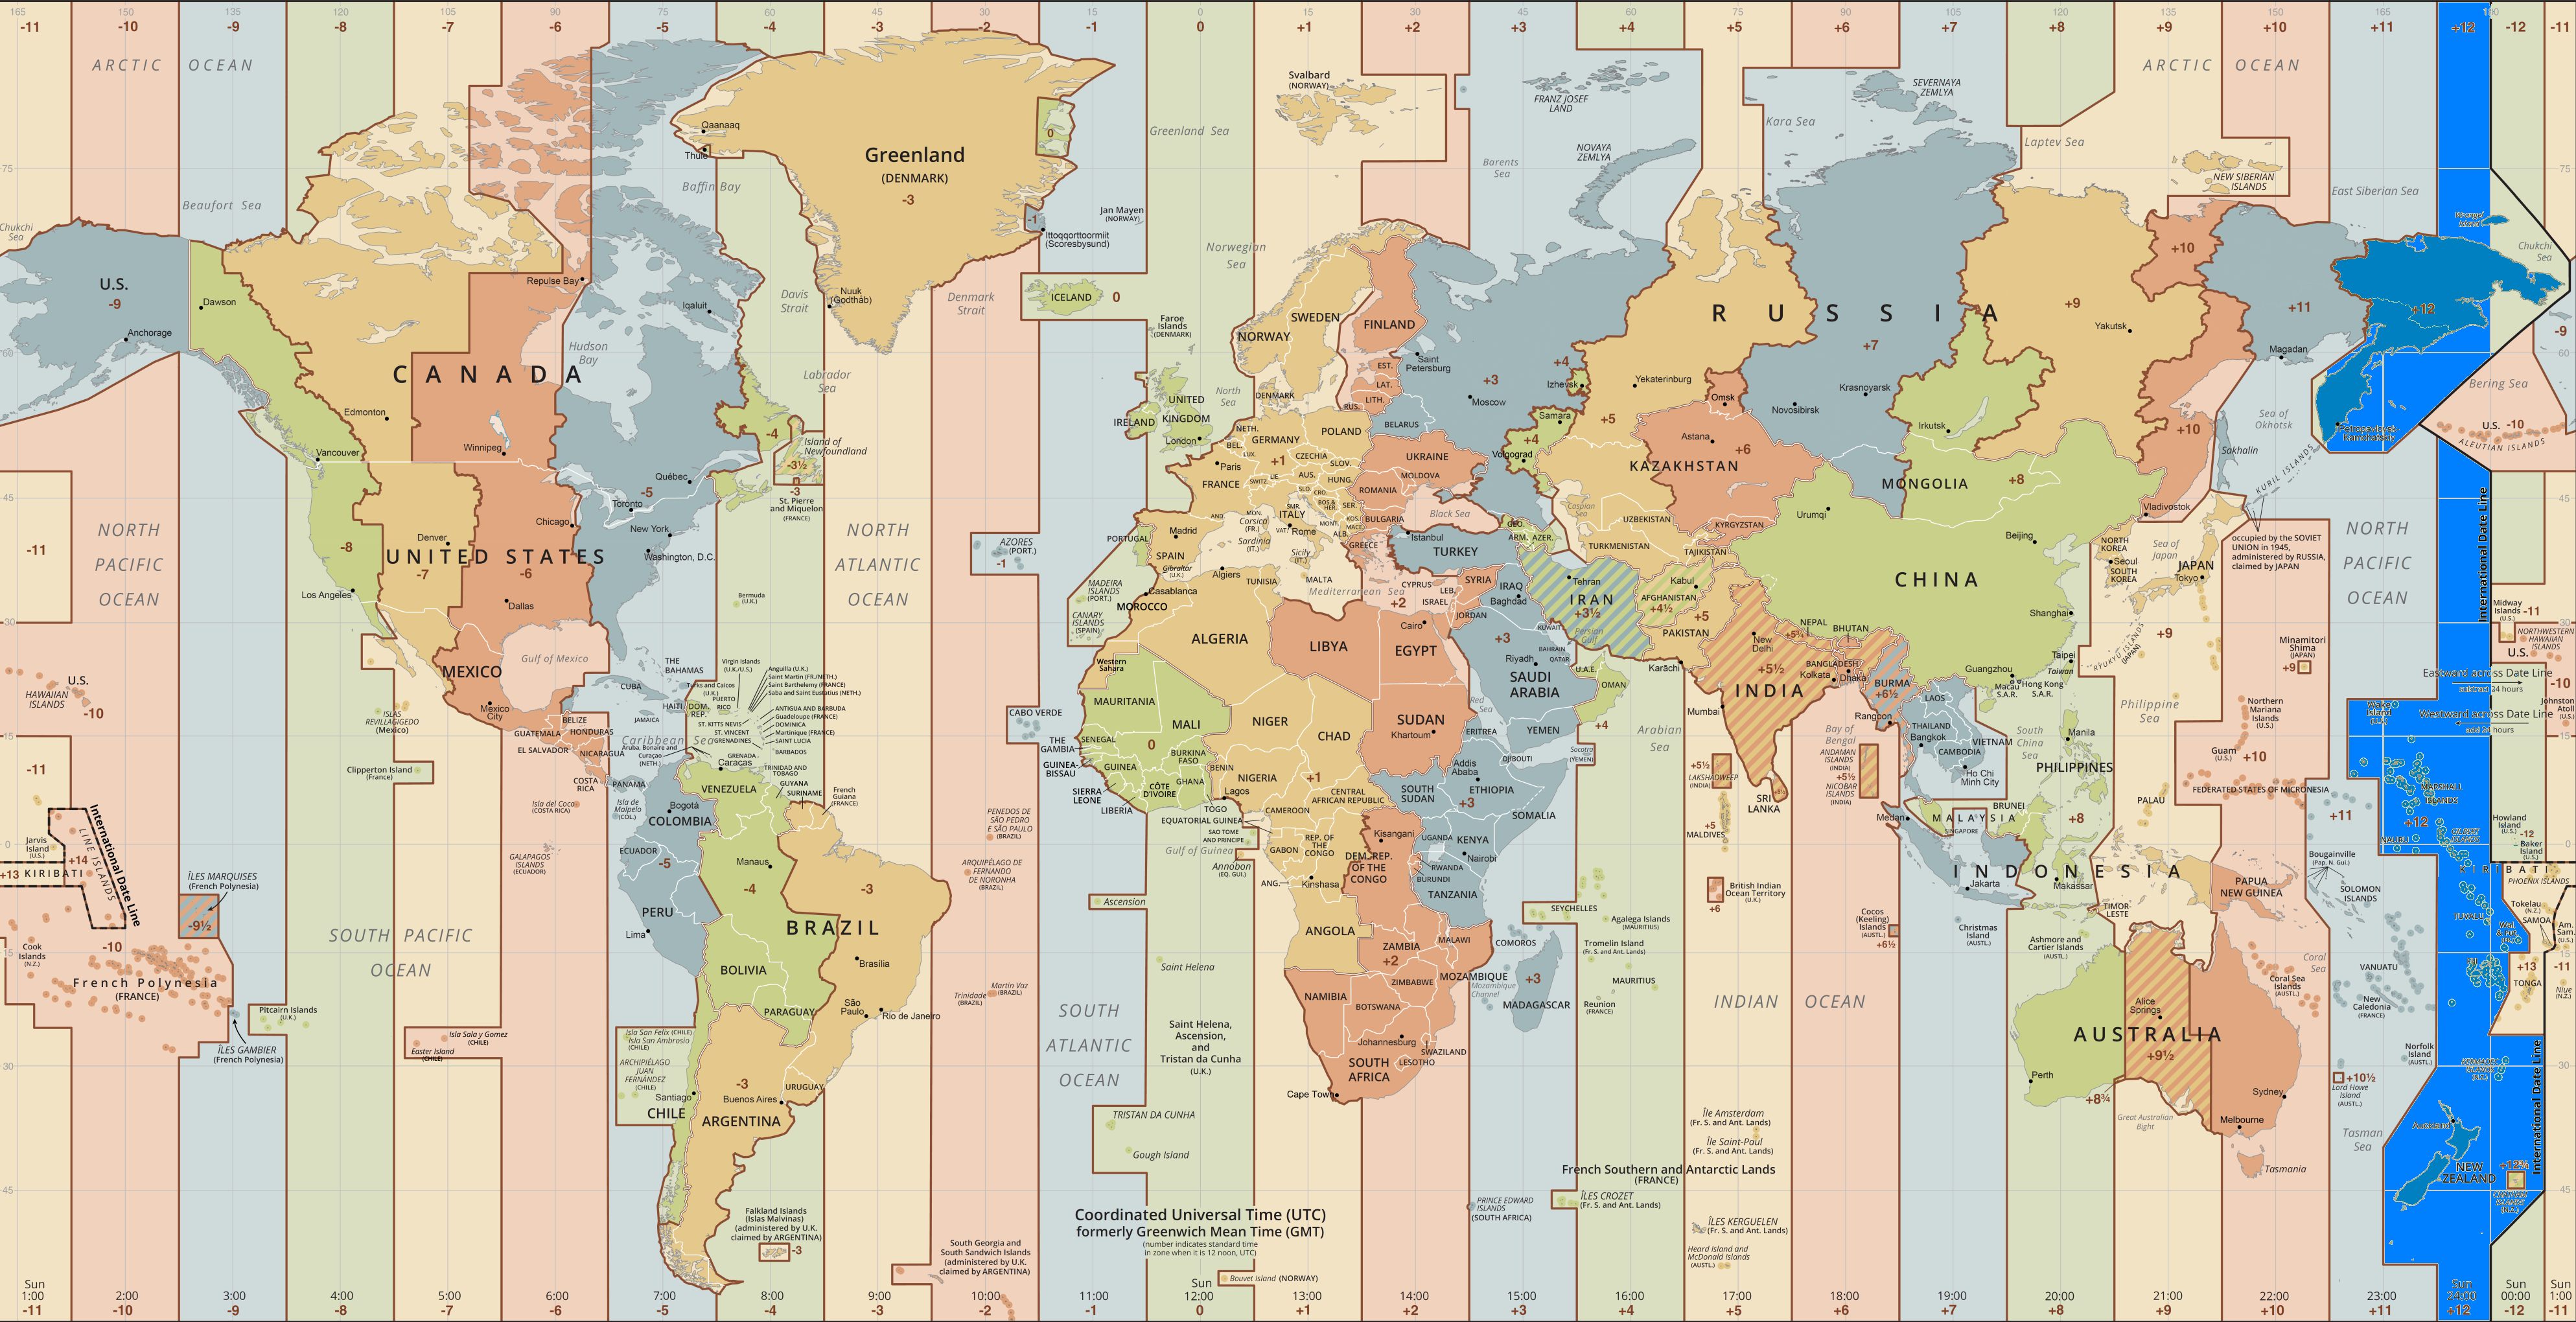 165 150 135 120 105 90 75 60 45 30 15 0 15 30 45 60 75 90 105 120 135 150 165 180
-11 -10 -9 -8 -7 -6 -5 -4 -3 -2 -1 0 +1 +2 +3 +4 +5 +6 +7 +8 +9 +10 +11 +12 -12 -11
ARCTIC OCEAN
Chukchi
Sea
Beaufort Sea
Baffin Bay
Qaanaaq
Thule
Greenland
(DENMARK)
-3
0
-1
Ittoqqortoormiit
(Scoresbysund)
Jan Mayen
(NORWAY)
Greenland Sea
Norwegian
Sea
Svalbard
(NORWAY)
Barents
Sea
FRANZ JOSEF
LAND
NOVAYA
ZEMLYA
Kara Sea
SEVERNAYA
ZEMLYA
Laptev Sea
ARCTIC OCEAN
NEW SIBERIAN
ISLANDS
East Siberian Sea
Chukchi
Sea
U.S.
-9
Anchorage
Dawson
Repulse Bay
Iqaluit
Davis
Strait
Nuuk
(Godthåb)
Denmark
Strait
ICELAND
0
Faroe
Islands
(DENMARK)
CANADA
Hudson
Bay
Labrador
Sea
Edmonton
Winnipeg
Vancouver
-4
Island of
Newfoundland
-3½
-3
St. Pierre
and Miquelon
(FRANCE)
Québec
-5
Toronto
New York
Washington, D.C.
Chicago
Denver
UNITED STATES
-8
-7
-6
Los Angeles
Dallas
Bermuda
(U.K.)
NORTH
PACIFIC
OCEAN
-11
NORTH
ATLANTIC
OCEAN
AZORES
(PORT.)
-1
MADEIRA
ISLANDS
(PORT.)
CANARY
ISLANDS
(SPAIN)
NORWAY
SWEDEN
FINLAND
EST.
LAT.
LITH.
RUS.
BELARUS
DENMARK
North
Sea
UNITED
KINGDOM
IRELAND
London
NETH.
BEL.
LUX.
GERMANY
POLAND
+1
CZECHIA
SLOV.
Paris
FRANCE
SWITZ.
LIE.
AUS.
HUNG.
SLO.
CRO.
BOS.&
HER.
SER.
MONT.
KOS.
MACE.
ALB.
AND.
MON.
SMR.
VAT.
ITALY
Rome
Corsica
(FR.)
Sardinia
(IT.)
Sicily
(IT.)
MALTA
Madrid
SPAIN
PORTUGAL
Gibraltar
(U.K.)
UKRAINE
MOLDOVA
ROMANIA
BULGARIA
GREECE
Black Sea
Istanbul
TURKEY
CYPRUS
Mediterranean Sea
+2
Saint
Petersburg
Moscow
+3
RUSSIA
Izhevsk
+4
Samara
+4
Volgograd
Yekaterinburg
+5
Omsk
Novosibirsk
Krasnoyarsk
+7
Irkutsk
+9
Yakutsk
+10
+11
Magadan
+10
+12
Petropavlovsk-
Kamchatskiy
Vladivostok
Sea of
Okhotsk
Sakhalin
KURIL ISLANDS
Bering Sea
-9
U.S. -10
ALEUTIAN ISLANDS
GEO.
ARM.
AZER.
Caspian
Sea
KAZAKHSTAN
Astana
+6
UZBEKISTAN
TURKMENISTAN
KYRGYZSTAN
TAJIKISTAN
MONGOLIA
Urumqi
+8
Beijing
CHINA
Shanghai
Guangzhou
Taipei
Taiwan
Hong Kong
S.A.R.
Macau
S.A.R.
NORTH
KOREA
Seoul
SOUTH
KOREA
Sea of
Japan
JAPAN
Tokyo
+9
RYUKYU ISLANDS
(JAPAN)
occupied by the SOVIET
UNION in 1945,
administered by RUSSIA,
claimed by JAPAN
NORTH
PACIFIC
OCEAN
International Date Line
Minamitori
Shima
(JAPAN)
+9
Midway
Islands
(U.S.)
-11
NORTHWESTERN
HAWAIIAN
ISLANDS
U.S.
-10
Eastward across Date Line
subtract 24 hours
Westward across Date Line
add 24 hours
Johnston
Atoll
(U.S.)
Wake
Island
(U.S.)
Casablanca
MOROCCO
Western
Sahara
Algiers
TUNISIA
ALGERIA
LIBYA
EGYPT
Cairo
ISRAEL
LEB.
SYRIA
JORDAN
IRAQ
Baghdad
KUWAIT
BAHRAIN
QATAR
U.A.E.
+3
Riyadh
SAUDI
ARABIA
OMAN
YEMEN
+4
Socotra
(YEMEN)
Tehran
IRAN
+3½
Persian
Gulf
Kabul
AFGHANISTAN
+4½
+5
PAKISTAN
Karāchi
New
Delhi
NEPAL
+5¾
BHUTAN
BANGLADESH
Dhaka
Kolkata
+5½
INDIA
Mumbai
BURMA
+6½
Rangoon
LAOS
THAILAND
Bangkok
CAMBODIA
VIETNAM
Ho Chi
Minh City
Arabian
Sea
Bay of
Bengal
+5½
LAKSHADWEEP
(INDIA)
ANDAMAN
ISLANDS
(INDIA)
+5½
NICOBAR
ISLANDS
(INDIA)
SRI
LANKA
+5
MALDIVES
South
China
Sea
Manila
PHILIPPINES
Philippine
Sea
Northern
Mariana
Islands
(U.S.)
Guam
(U.S.)
+10
FEDERATED STATES OF MICRONESIA
PALAU
+11
MARSHALL
ISLANDS
+12
NAURU
GILBERT
ISLANDS
Howland
Island
(U.S.)
-12
Baker
Island
(U.S.)
KIRIBATI
PHOENIX ISLANDS
U.S.
HAWAIIAN
ISLANDS
-10
-11
Jarvis
Island
(U.S.)
LINE ISLANDS
International Date Line
+14
+13 KIRIBATI
-10
Cook
Islands
(N.Z.)
French Polynesia
(FRANCE)
ÎLES MARQUISES
(French Polynesia)
-9½
ÎLES GAMBIER
(French Polynesia)
Pitcairn Islands
(U.K.)
ISLAS
REVILLAGIGEDO
(Mexico)
Clipperton Island
(France)
MEXICO
Mexico
City
Gulf of Mexico
BELIZE
GUATEMALA
HONDURAS
EL SALVADOR
NICARAGUA
COSTA
RICA
PANAMA
THE
BAHAMAS
CUBA
JAMAICA
HAITI
DOM.
REP.
Turks and Caicos
(U.K.)
Virgin Islands
(U.K./U.S.)
PUERTO
RICO
Anguilla (U.K.)
Saint Martin (FR./NETH.)
Saint Barthelemy (FRANCE)
Saba and Saint Eustatius (NETH.)
ANTIGUA AND BARBUDA
Guadeloupe (FRANCE)
DOMINICA
Martinique (FRANCE)
SAINT LUCIA
BARBADOS
ST. KITTS NEVIS
ST. VINCENT
GRENADINES
GRENADA
Caribbean Sea
Aruba, Bonaire and
Curaçao
(NETH.)
TRINIDAD AND
TOBAGO
Caracas
VENEZUELA
GUYANA
SURINAME
French
Guiana
(FRANCE)
Isla del Coco
(COSTA RICA)
Isla de
Malpelo
(COL.)
Bogotá
COLOMBIA
ECUADOR
-5
GALAPAGOS
ISLANDS
(ECUADOR)
PERU
Lima
Manaus
-4
BRAZIL
-3
Brasília
BOLIVIA
PARAGUAY
São
Paulo
Rio de Janeiro
URUGUAY
-3
Buenos Aires
ARGENTINA
Santiago
CHILE
Isla San Felix (CHILE)
Isla San Ambrosio
(CHILE)
ARCHIPIÉLAGO
JUAN
FERNÁNDEZ
(CHILE)
Isla Sala y Gomez
(CHILE)
Easter Island
(CHILE)
SOUTH PACIFIC
OCEAN
PENEDOS DE
SÃO PEDRO
E SÃO PAULO
(BRAZIL)
ARQUIPÉLAGO DE
FERNANDO
DE NORONHA
(BRAZIL)
Trinidade
(BRAZIL)
Martin Vaz
(BRAZIL)
Falkland Islands
(Islas Malvinas)
(administered by U.K.
claimed by ARGENTINA)
-3
South Georgia and
South Sandwich Islands
(administered by U.K.
claimed by ARGENTINA)
CABO VERDE
THE
GAMBIA
GUINEA-
BISSAU
SENEGAL
MAURITANIA
MALI
0
GUINEA
SIERRA
LEONE
LIBERIA
CÔTE
D'IVOIRE
BURKINA
FASO
GHANA
TOGO
BENIN
NIGER
NIGERIA
Lagos
CHAD
+1
CAMEROON
CENTRAL
AFRICAN REPUBLIC
EQUATORIAL GUINEA
SAO TOME
AND PRINCIPE
Gulf of Guinea
Annobón
(EQ. GUI.)
GABON
REP. OF
THE
CONGO
ANG.
Kinshasa
DEM. REP.
OF THE
CONGO
Kisangani
SUDAN
Khartoum
SOUTH
SUDAN
Red
Sea
ERITREA
DJIBOUTI
Addis
Ababa
ETHIOPIA
+3
SOMALIA
UGANDA
KENYA
Nairobi
RWANDA
BURUNDI
TANZANIA
ANGOLA
ZAMBIA
+2
MALAWI
MOZAMBIQUE
Mozambique
Channel
ZIMBABWE
NAMIBIA
BOTSWANA
Johannesburg
SWAZILAND
LESOTHO
SOUTH
AFRICA
Cape Town
COMOROS
+3
MADAGASCAR
SEYCHELLES
Agalega Islands
(MAURITIUS)
Tromelin Island
(Fr. S. and Ant. Lands)
MAURITIUS
Reunion
(FRANCE)
Ascension
Saint Helena
SOUTH
ATLANTIC
OCEAN
Saint Helena,
Ascension,
and
Tristan da Cunha
(U.K.)
TRISTAN DA CUNHA
Gough Island
Coordinated Universal Time (UTC)
formerly Greenwich Mean Time (GMT)
(number indicates standard time
in zone when it is 12 noon, UTC)
Bouvet Island (NORWAY)
British Indian
Ocean Territory
(U.K.)
+6
INDIAN OCEAN
Île Amsterdam
(Fr. S. and Ant. Lands)
Île Saint-Paul
(Fr. S. and Ant. Lands)
French Southern and Antarctic Lands
(FRANCE)
PRINCE EDWARD
ISLANDS
(SOUTH AFRICA)
ÎLES CROZET
(Fr. S. and Ant. Lands)
ÎLES KERGUELEN
(Fr. S. and Ant. Lands)
Heard Island and
McDonald Islands
(AUSTL.)
Medan
MALAYSIA
SINGAPORE
BRUNEI
+8
INDONESIA
Jakarta
Makassar
TIMOR-
LESTE
Cocos
(Keeling)
Islands
(AUSTL.)
+6½
Christmas
Island
(AUSTL.)
Ashmore and
Cartier Islands
(AUSTL.)
PAPUA
NEW GUINEA
Bougainville
(Pap. N. Gui.)
SOLOMON
ISLANDS
TUVALU
Tokelau
(N.Z.)
SAMOA
Am.
Sam.
(U.S.)
Coral
Sea
Coral Sea
Islands
(AUSTL.)
VANUATU
New
Caledonia
(FRANCE)
FIJI
+13
TONGA
-11
Niue
(N.Z.)
AUSTRALIA
Alice
Springs
+9½
Perth
+8¾
Great Australian
Bight
Sydney
Melbourne
Tasmania
Norfolk
Island
(AUSTL.)
+10½
Lord Howe
Island
(AUSTL.)
Tasman
Sea
KERMADEC
ISLANDS
(N.Z.)
International Date Line
Auckland
NEW
ZEALAND
+12¾
Sun
1:00 2:00 3:00 4:00 5:00 6:00 7:00 8:00 9:00 10:00 11:00
Sun
12:00 13:00 14:00 15:00 16:00 17:00 18:00 19:00 20:00 21:00 22:00 23:00
Sun
24:00
Sun
00:00
Sun
1:00
-11 -10 -9 -8 -7 -6 -5 -4 -3 -2 -1 0 +1 +2 +3 +4 +5 +6 +7 +8 +9 +10 +11 +12 -12 -11